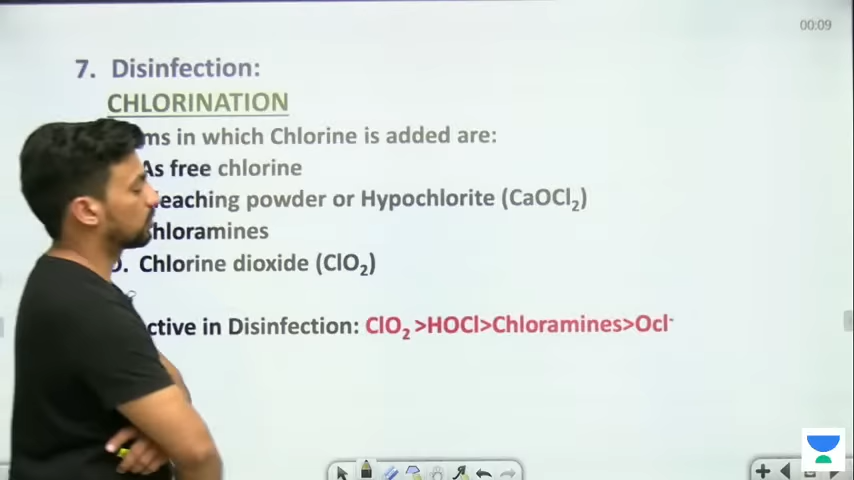 00:09
7. Disinfection:
CHLORINATION
ms in which Chlorine is added are:
As free chlorine
eaching powder or Hypochlorite (CaOCl₂)
hloramines
. Chlorine dioxide (ClO₂)
ctive in Disinfection: ClO₂ >HOCl>Chloramines>Ocl⁻